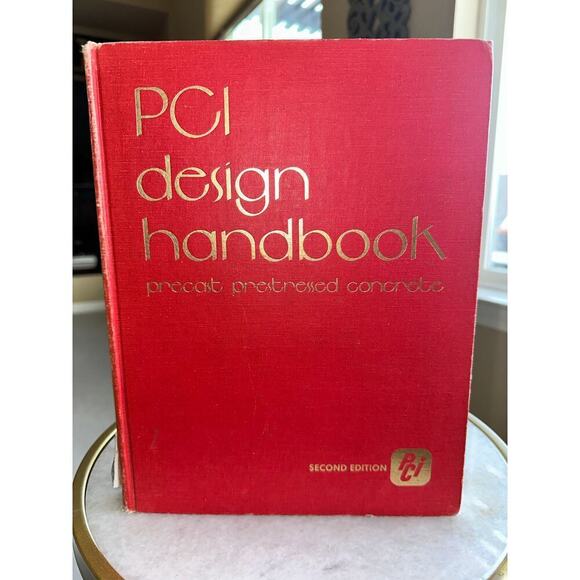 PCI
design
handbook
precast prestressed concrete
SECOND EDITION
PCi